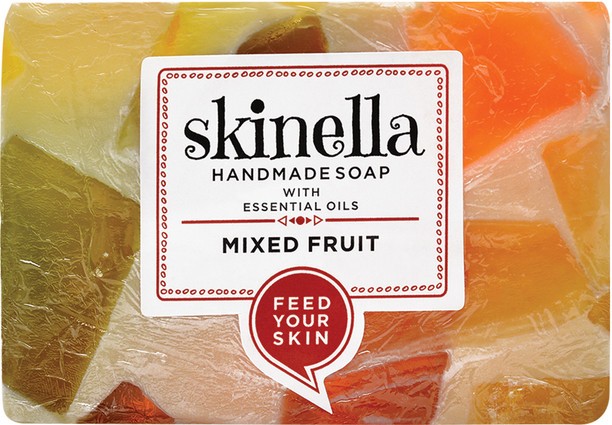 skinella
HANDMADE SOAP
WITH
ESSENTIAL OILS
MIXED FRUIT
FEED
YOUR
SKIN